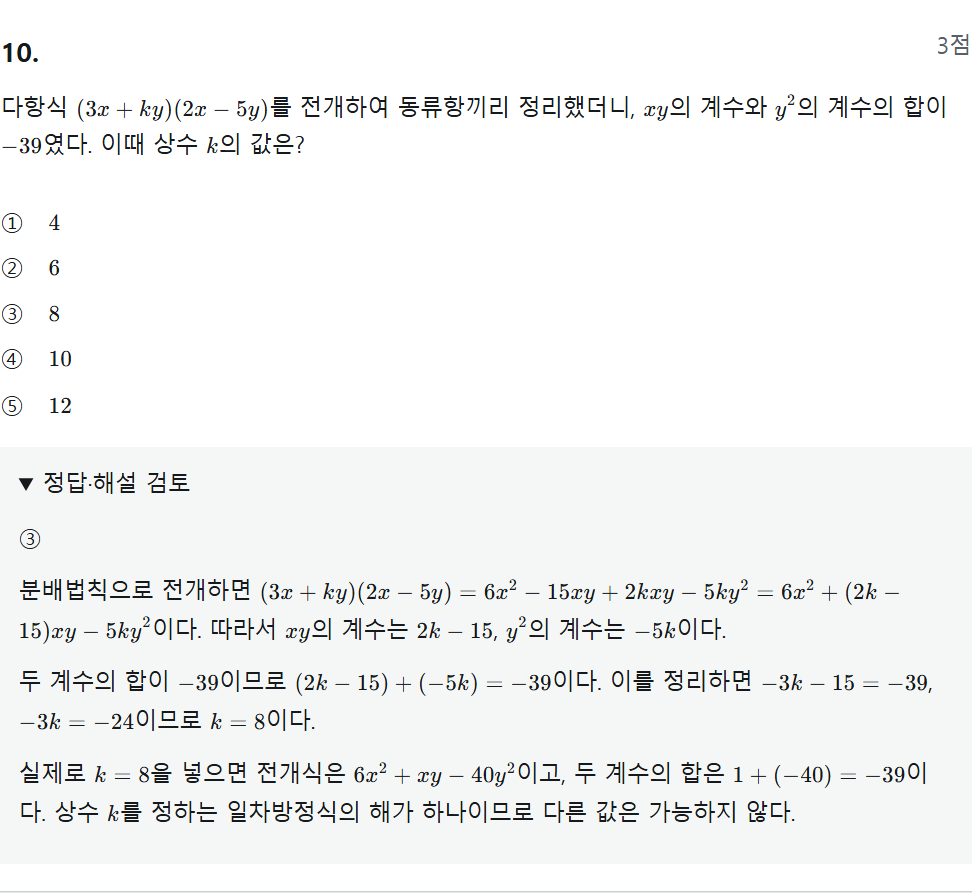 10.
3점
다항식 (3x + ky)(2x − 5y)를 전개하여 동류항끼리 정리했더니, xy의 계수와 y²의 계수의 합이
−39였다. 이때 상수 k의 값은?
① 4
② 6
③ 8
④ 10
⑤ 12
▼ 정답·해설 검토
③
분배법칙으로 전개하면 (3x + ky)(2x − 5y) = 6x² − 15xy + 2kxy − 5ky² = 6x² + (2k −
15)xy − 5ky²이다. 따라서 xy의 계수는 2k − 15, y²의 계수는 −5k이다.
두 계수의 합이 −39이므로 (2k − 15) + (−5k) = −39이다. 이를 정리하면 −3k − 15 = −39,
−3k = −24이므로 k = 8이다.
실제로 k = 8을 넣으면 전개식은 6x² + xy − 40y²이고, 두 계수의 합은 1 + (−40) = −39이
다. 상수 k를 정하는 일차방정식의 해가 하나이므로 다른 값은 가능하지 않다.